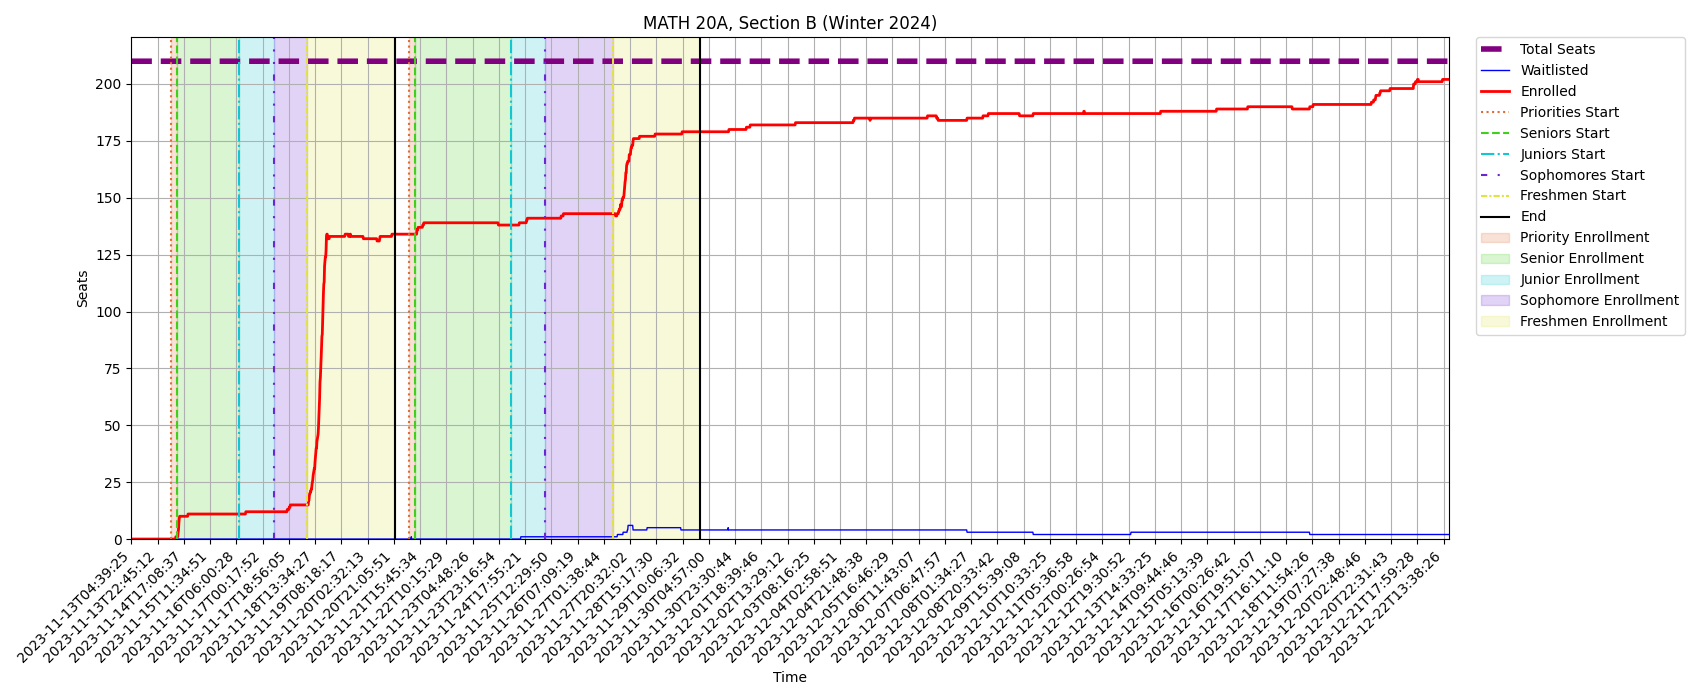 MATH 20A, Section B (Winter 2024)
Seats
200
175
150
125
100
75
50
25
0
2023-11-13T04:39:25
2023-11-13T22:45:12
2023-11-14T17:08:37
2023-11-15T11:34:51
2023-11-16T06:00:28
2023-11-17T00:17:52
2023-11-17T18:56:05
2023-11-18T13:34:27
2023-11-19T08:18:17
2023-11-20T02:32:13
2023-11-20T21:05:51
2023-11-21T15:45:34
2023-11-22T10:15:29
2023-11-23T04:48:26
2023-11-23T23:16:54
2023-11-24T17:55:21
2023-11-25T12:29:50
2023-11-26T07:09:19
2023-11-27T01:38:44
2023-11-27T20:32:02
2023-11-28T15:17:30
2023-11-29T10:06:32
2023-11-30T04:57:00
2023-11-30T23:30:44
2023-12-01T18:39:46
2023-12-02T13:29:12
2023-12-03T08:16:25
2023-12-04T02:58:51
2023-12-04T21:48:38
2023-12-05T16:46:29
2023-12-06T11:43:07
2023-12-07T06:47:57
2023-12-08T01:34:27
2023-12-08T20:33:42
2023-12-09T15:39:08
2023-12-10T10:33:25
2023-12-11T05:36:58
2023-12-12T00:26:54
2023-12-12T19:30:52
2023-12-13T14:33:25
2023-12-14T09:44:46
2023-12-15T05:13:39
2023-12-16T00:26:42
2023-12-16T19:51:07
2023-12-17T16:11:10
2023-12-18T11:54:26
2023-12-19T07:27:38
2023-12-20T02:48:46
2023-12-20T22:31:43
2023-12-21T17:59:28
2023-12-22T13:38:26
Time
Total Seats
Waitlisted
Enrolled
Priorities Start
Seniors Start
Juniors Start
Sophomores Start
Freshmen Start
End
Priority Enrollment
Senior Enrollment
Junior Enrollment
Sophomore Enrollment
Freshmen Enrollment